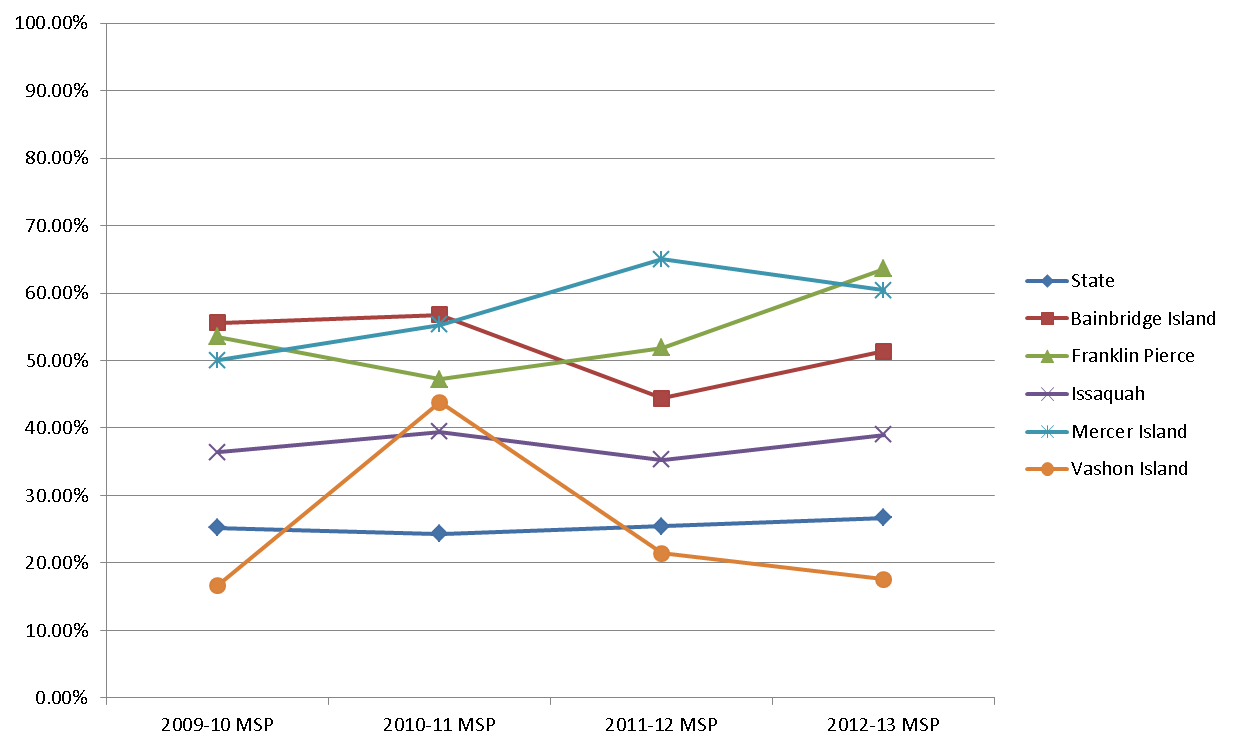 100.00%
90.00%
80.00%
70.00%
60.00%
50.00%
40.00%
30.00%
20.00%
10.00%
0.00%
2009-10 MSP
2010-11 MSP
2011-12 MSP
2012-13 MSP
State
Bainbridge Island
Franklin Pierce
Issaquah
Mercer Island
Vashon Island